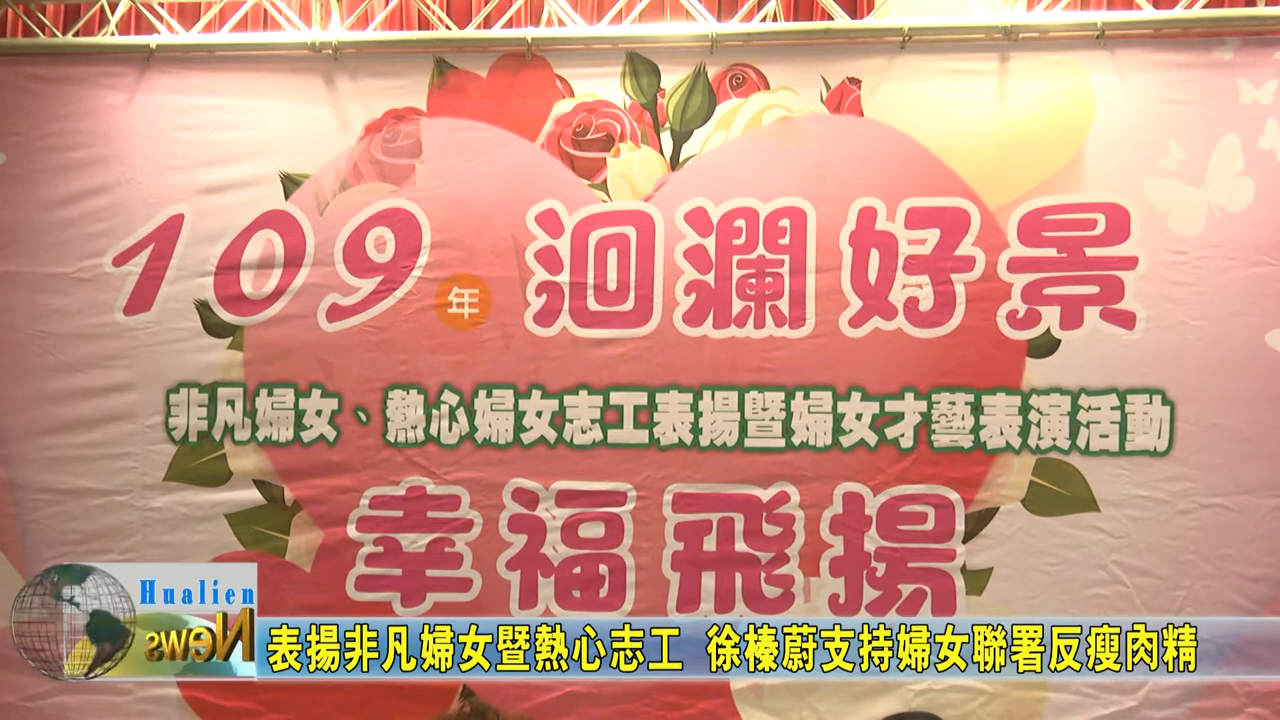 109年 洄瀾好景
非凡婦女、熱心婦女志工表揚暨婦女才藝表演活動
幸福飛揚
Hualien
News
表揚非凡婦女暨熱心志工 徐榛蔚支持婦女聯署反瘦肉精